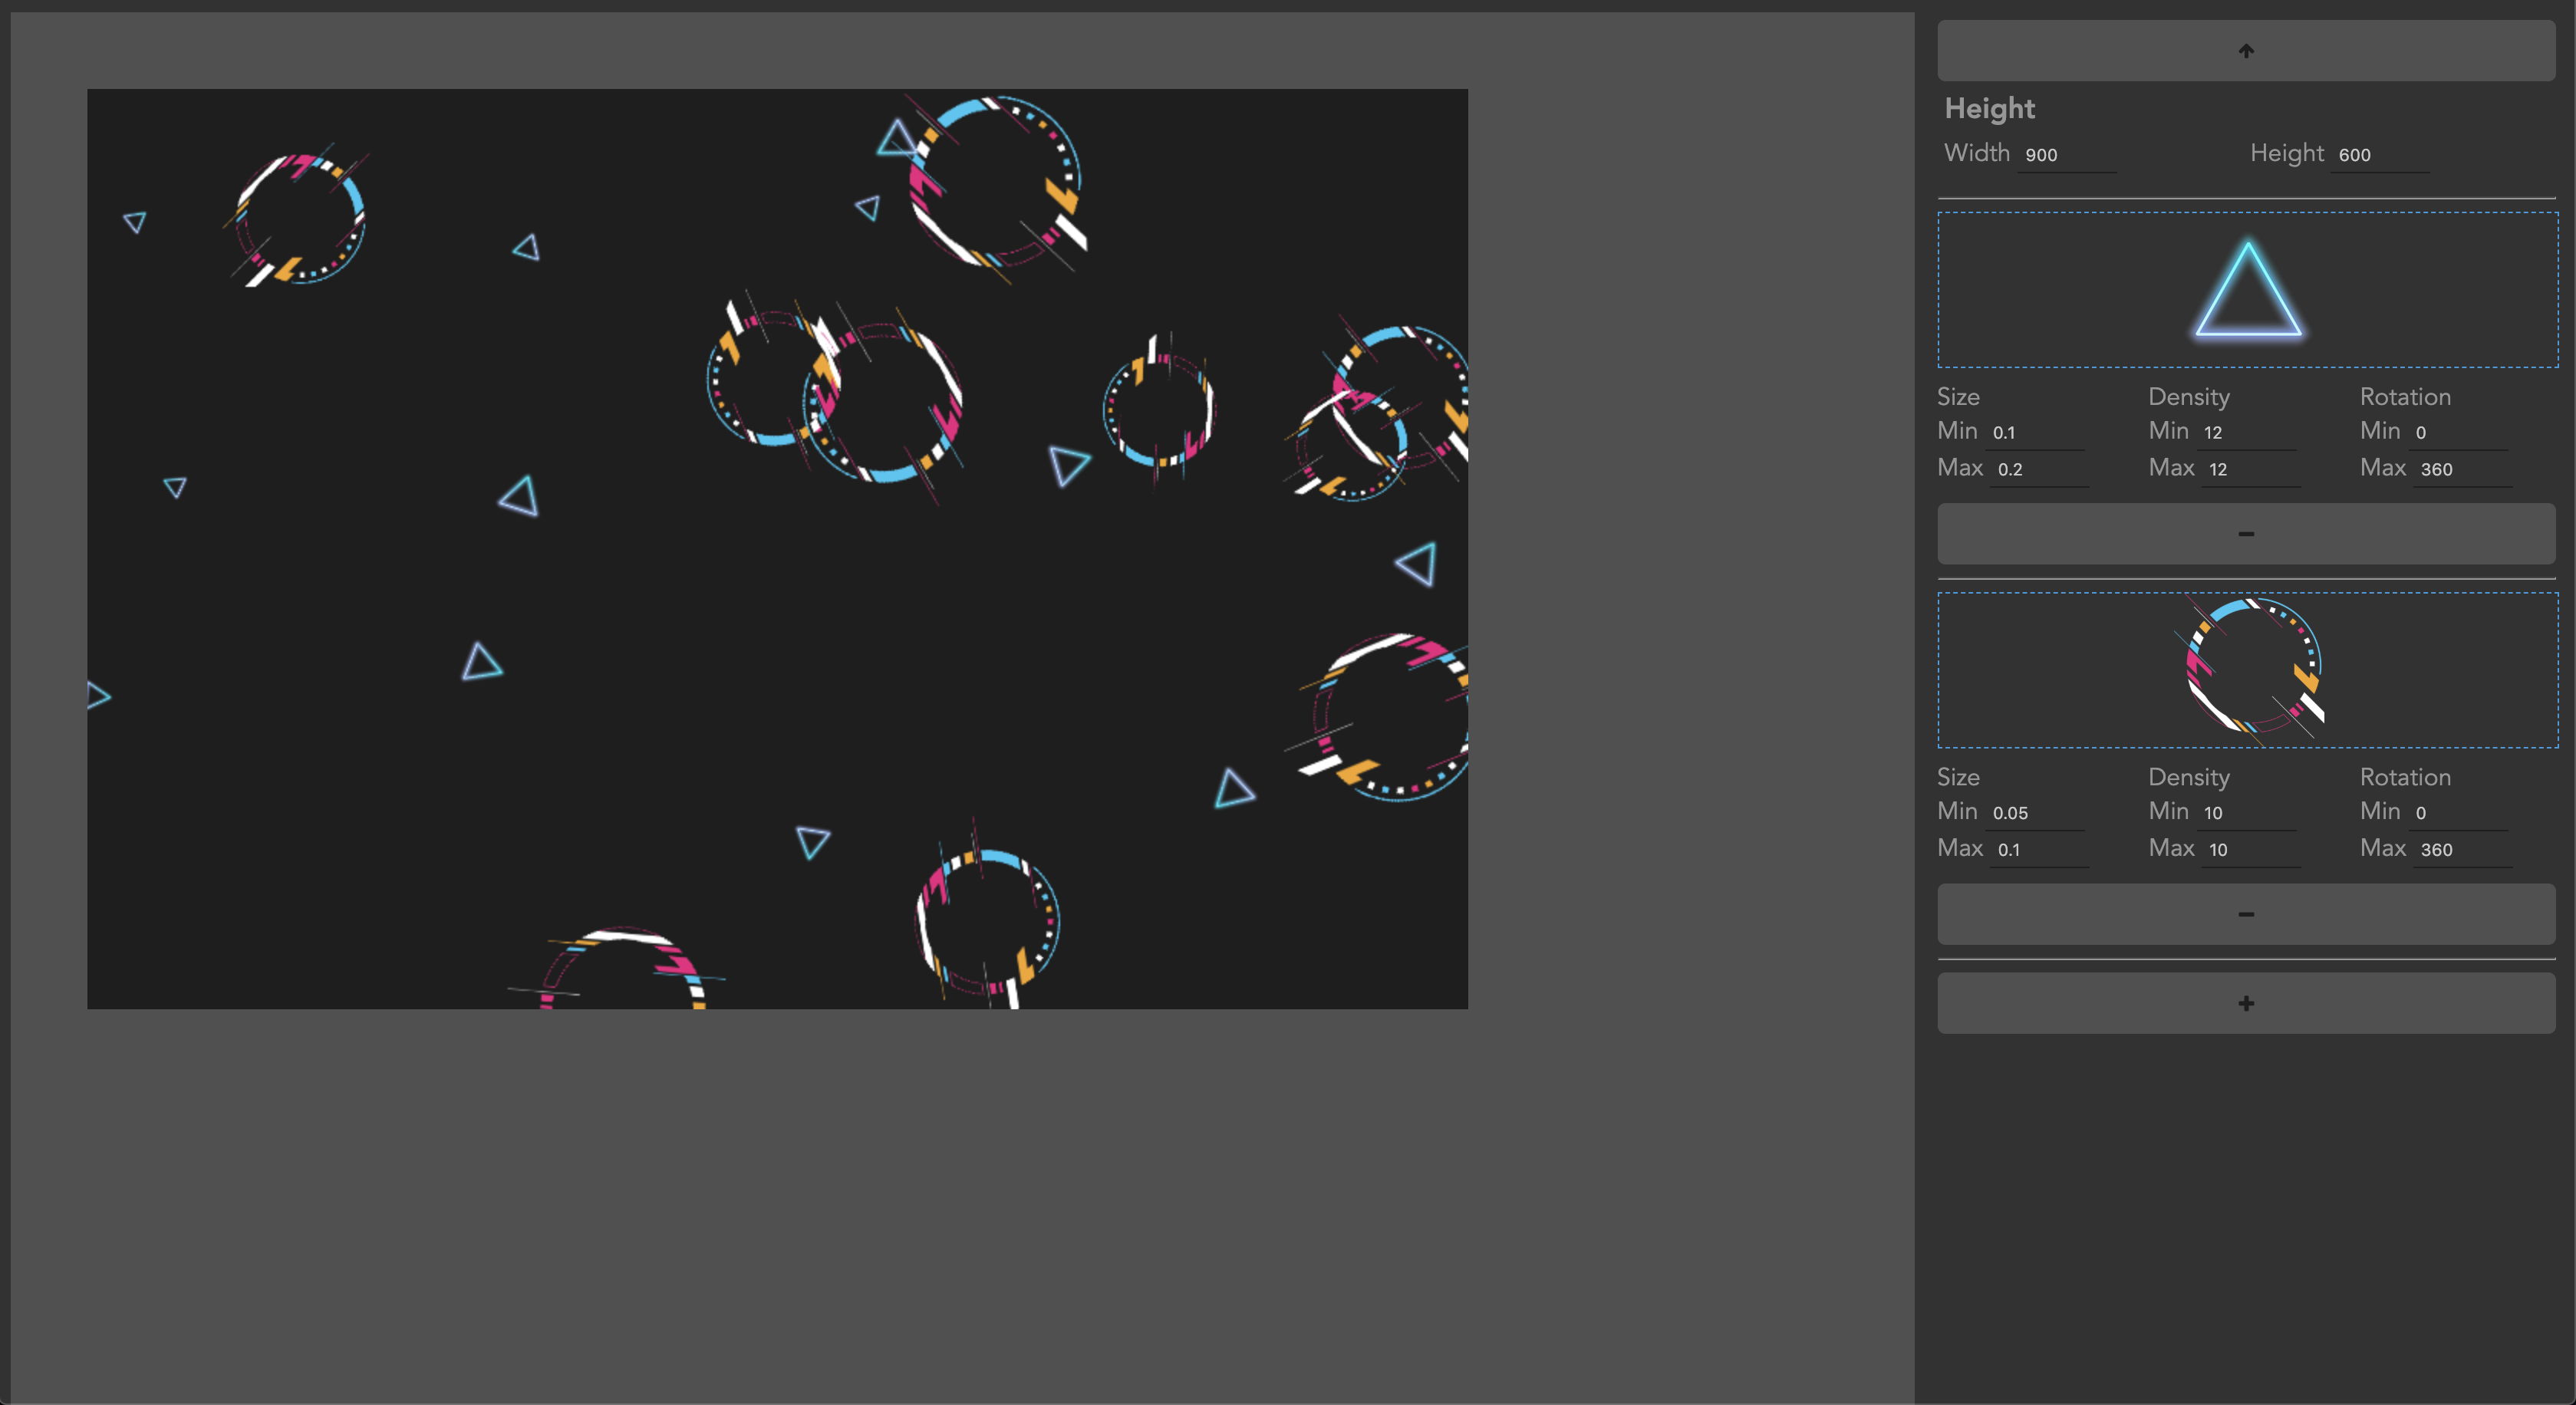 Height
Width 900 Height 600
Size Density Rotation
Min 0.1 Min 12 Min 0
Max 0.2 Max 12 Max 360
Size Density Rotation
Min 0.05 Min 10 Min 0
Max 0.1 Max 10 Max 360